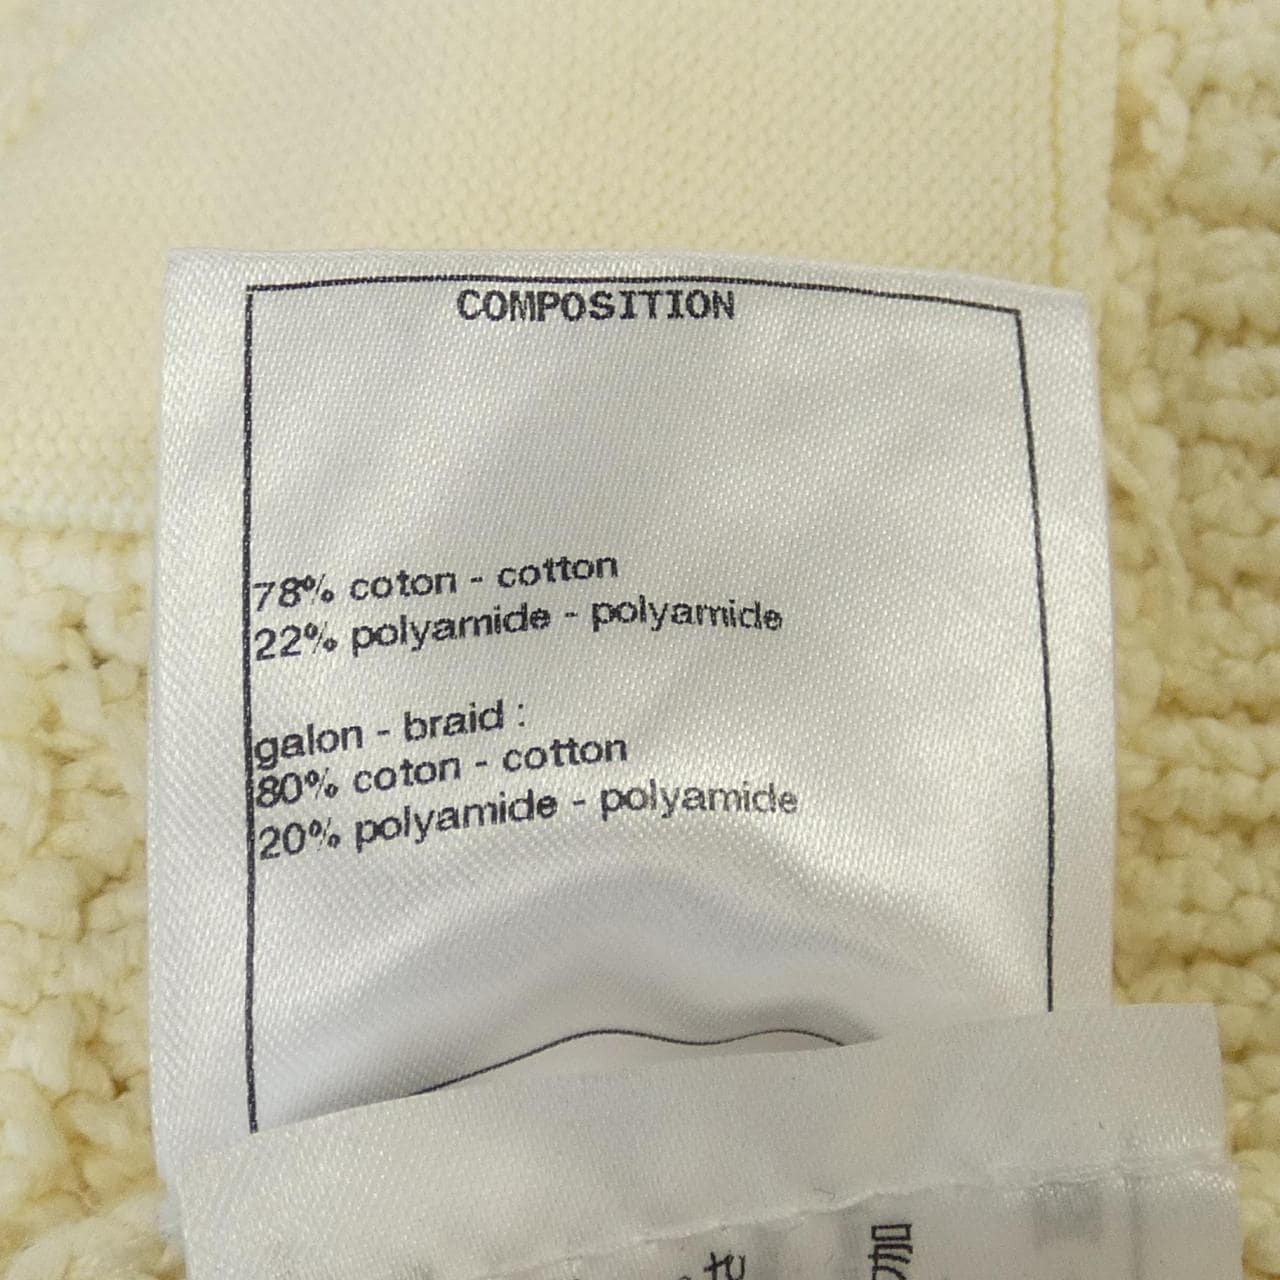 COMPOSITION
78% coton - cotton
22% polyamide - polyamide
galon - braid :
80% coton - cotton
20% polyamide - polyamide